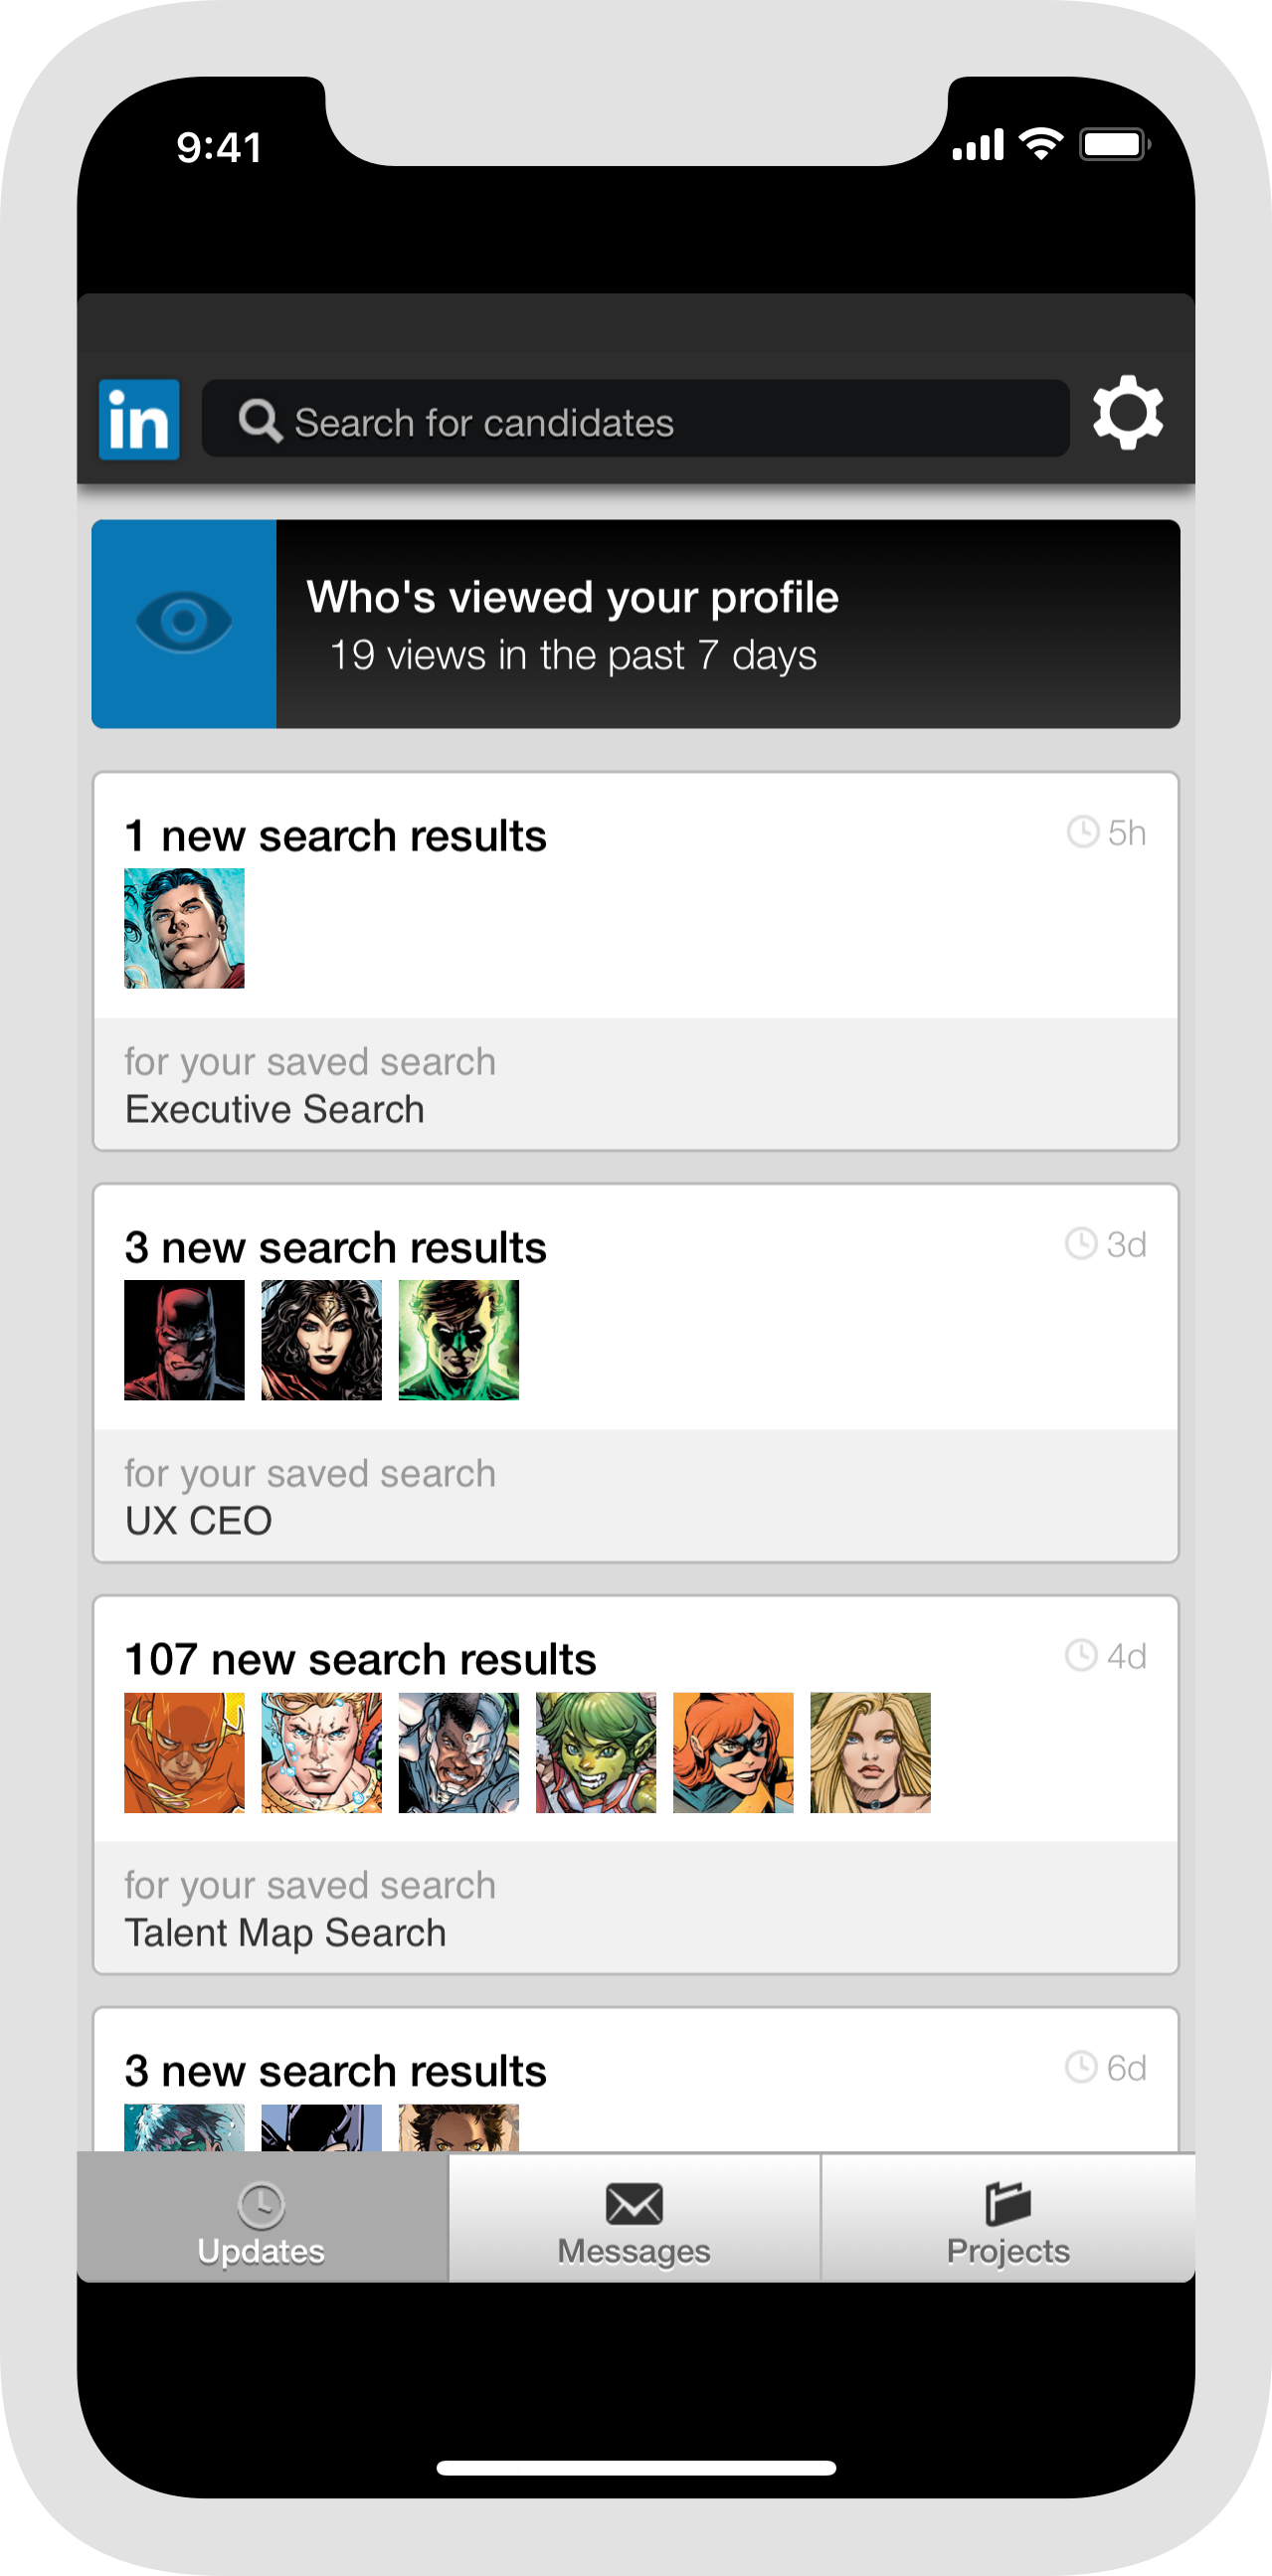 9:41
in
Search for candidates
Who's viewed your profile
19 views in the past 7 days
1 new search results
5h
for your saved search
Executive Search
3 new search results
3d
for your saved search
UX CEO
107 new search results
4d
for your saved search
Talent Map Search
3 new search results
6d
Updates
Messages
Projects